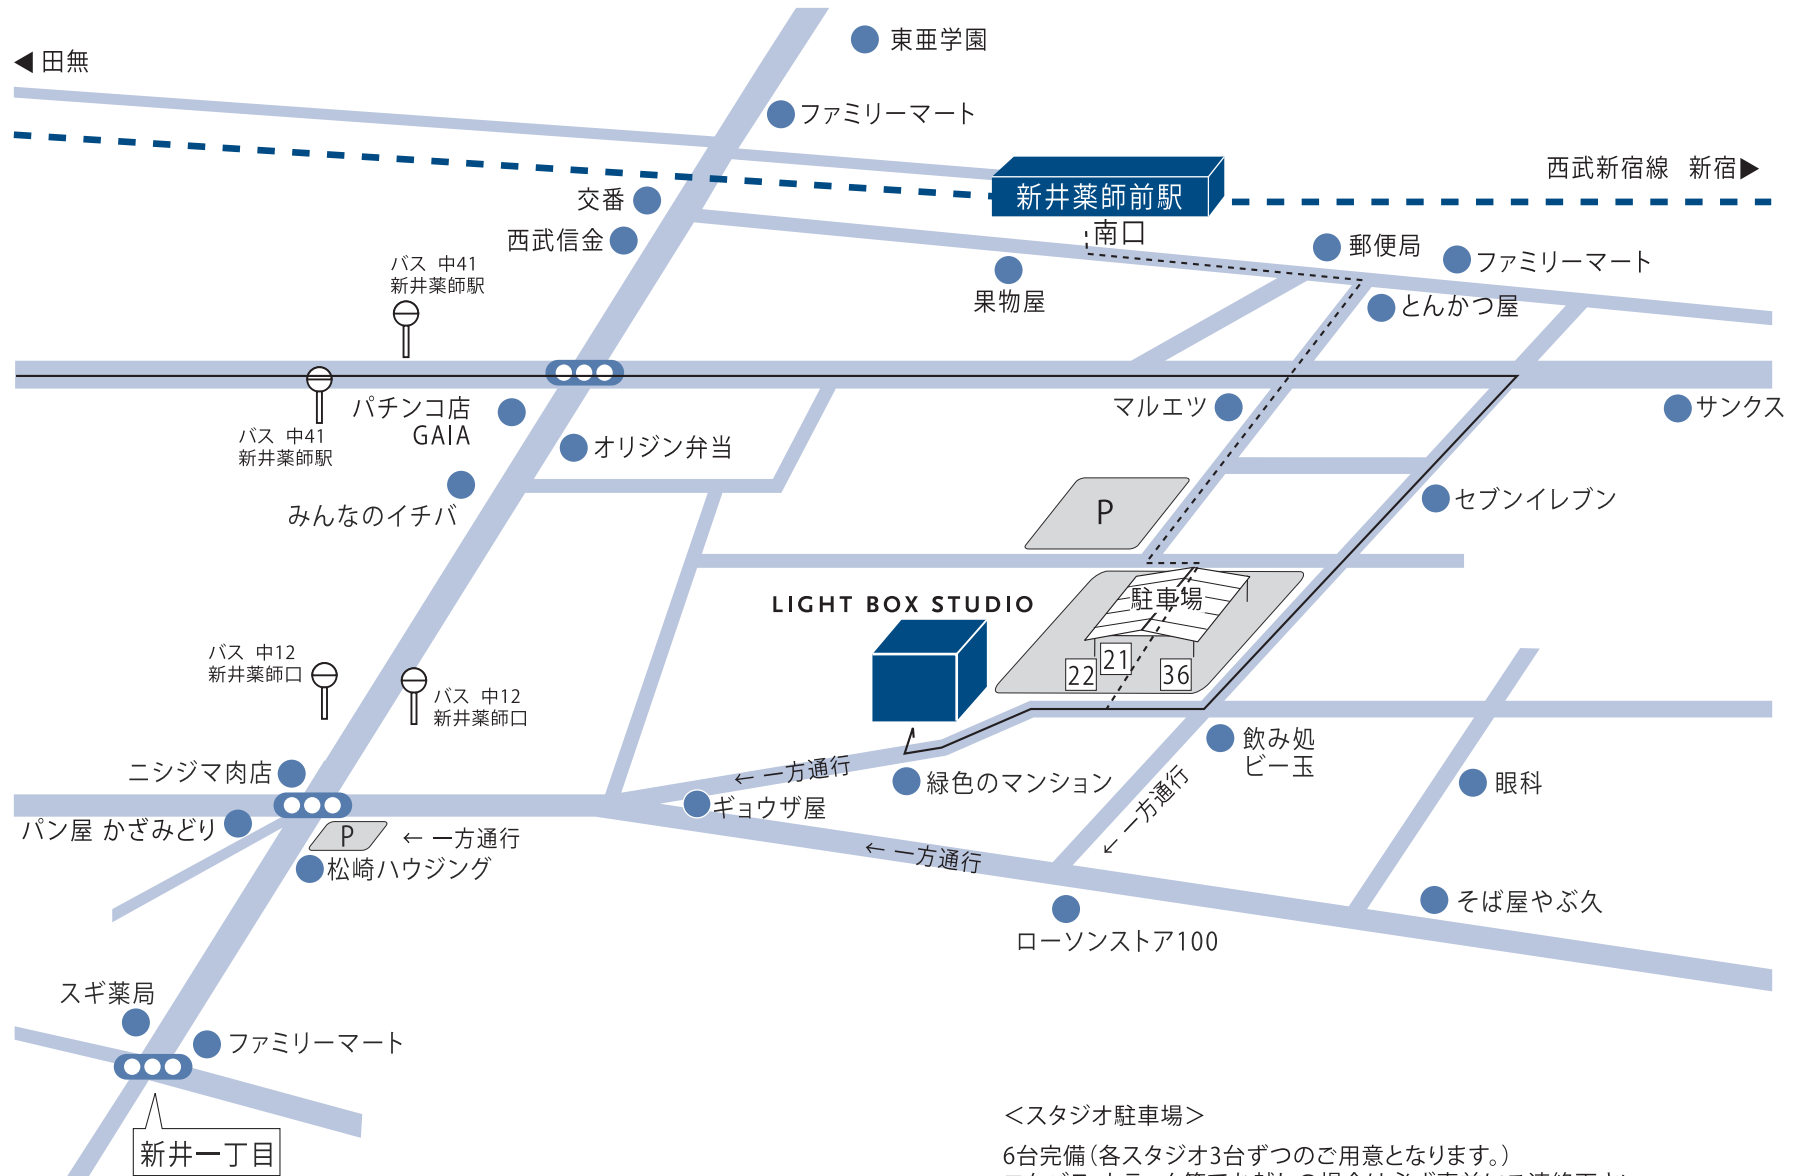 東亜学園
◀ 田無
ファミリーマート
西武新宿線 新宿▶
交番
新井薬師前駅
西武信金
南口
郵便局
ファミリーマート
バス 中41
新井薬師駅
果物屋
とんかつ屋
パチンコ店
GAIA
マルエツ
サンクス
バス 中41
新井薬師駅
オリジン弁当
みんなのイチバ
P
セブンイレブン
LIGHT BOX STUDIO
駐車場
22
21
36
バス 中12
新井薬師口
バス 中12
新井薬師口
飲み処
ビー玉
ニシジマ肉店
← 一方通行
緑色のマンション
← 一方通行
眼科
パン屋 かざみどり
P
← 一方通行
ギョウザ屋
松崎ハウジング
← 一方通行
そば屋やぶ久
ローソンストア100
スギ薬局
ファミリーマート
新井一丁目
＜スタジオ駐車場＞
6台完備（各スタジオ3台ずつのご用意となります。）